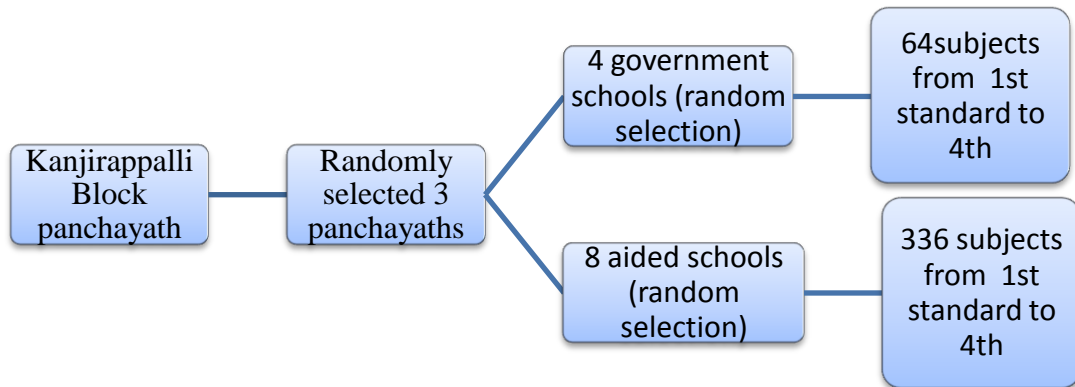 Kanjirappalli
Block
panchayath
Randomly
selected 3
panchayaths
4 government
schools (random
selection)
64subjects
from 1st
standard to
4th
8 aided schools
(random
selection)
336 subjects
from 1st
standard to
4th